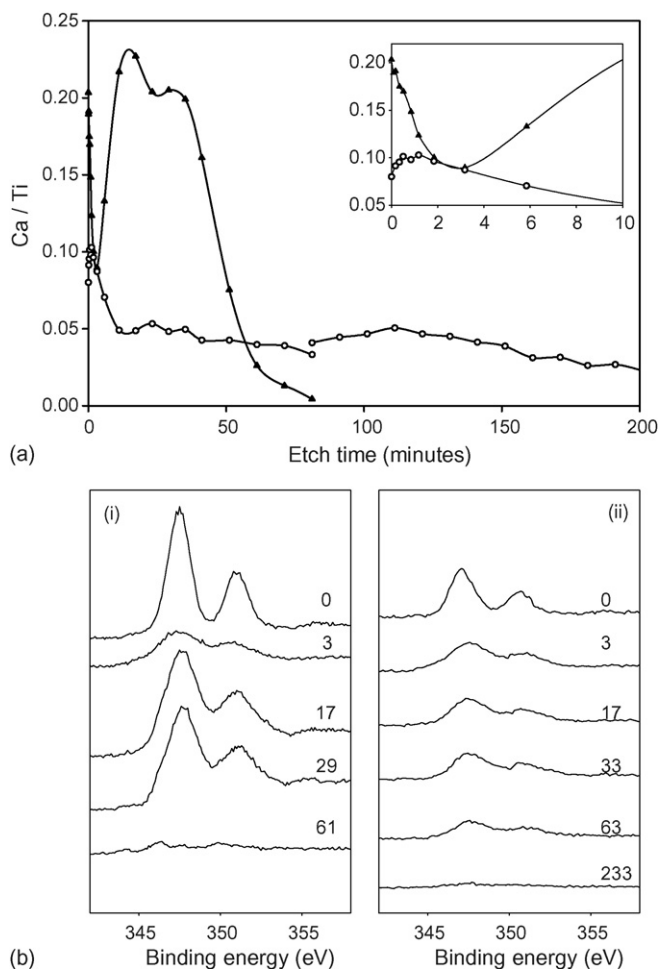 0.25
0.20
0.15
0.10
0.05
0.00
Ca / Ti
0 50 100 150 200
Etch time (minutes)
0.20
0.15
0.10
0.05
0 2 4 6 8 10
(a)
(i)
0
3
17
29
61
345 350 355
Binding energy (eV)
(ii)
0
3
17
33
63
233
345 350 355
Binding energy (eV)
(b)